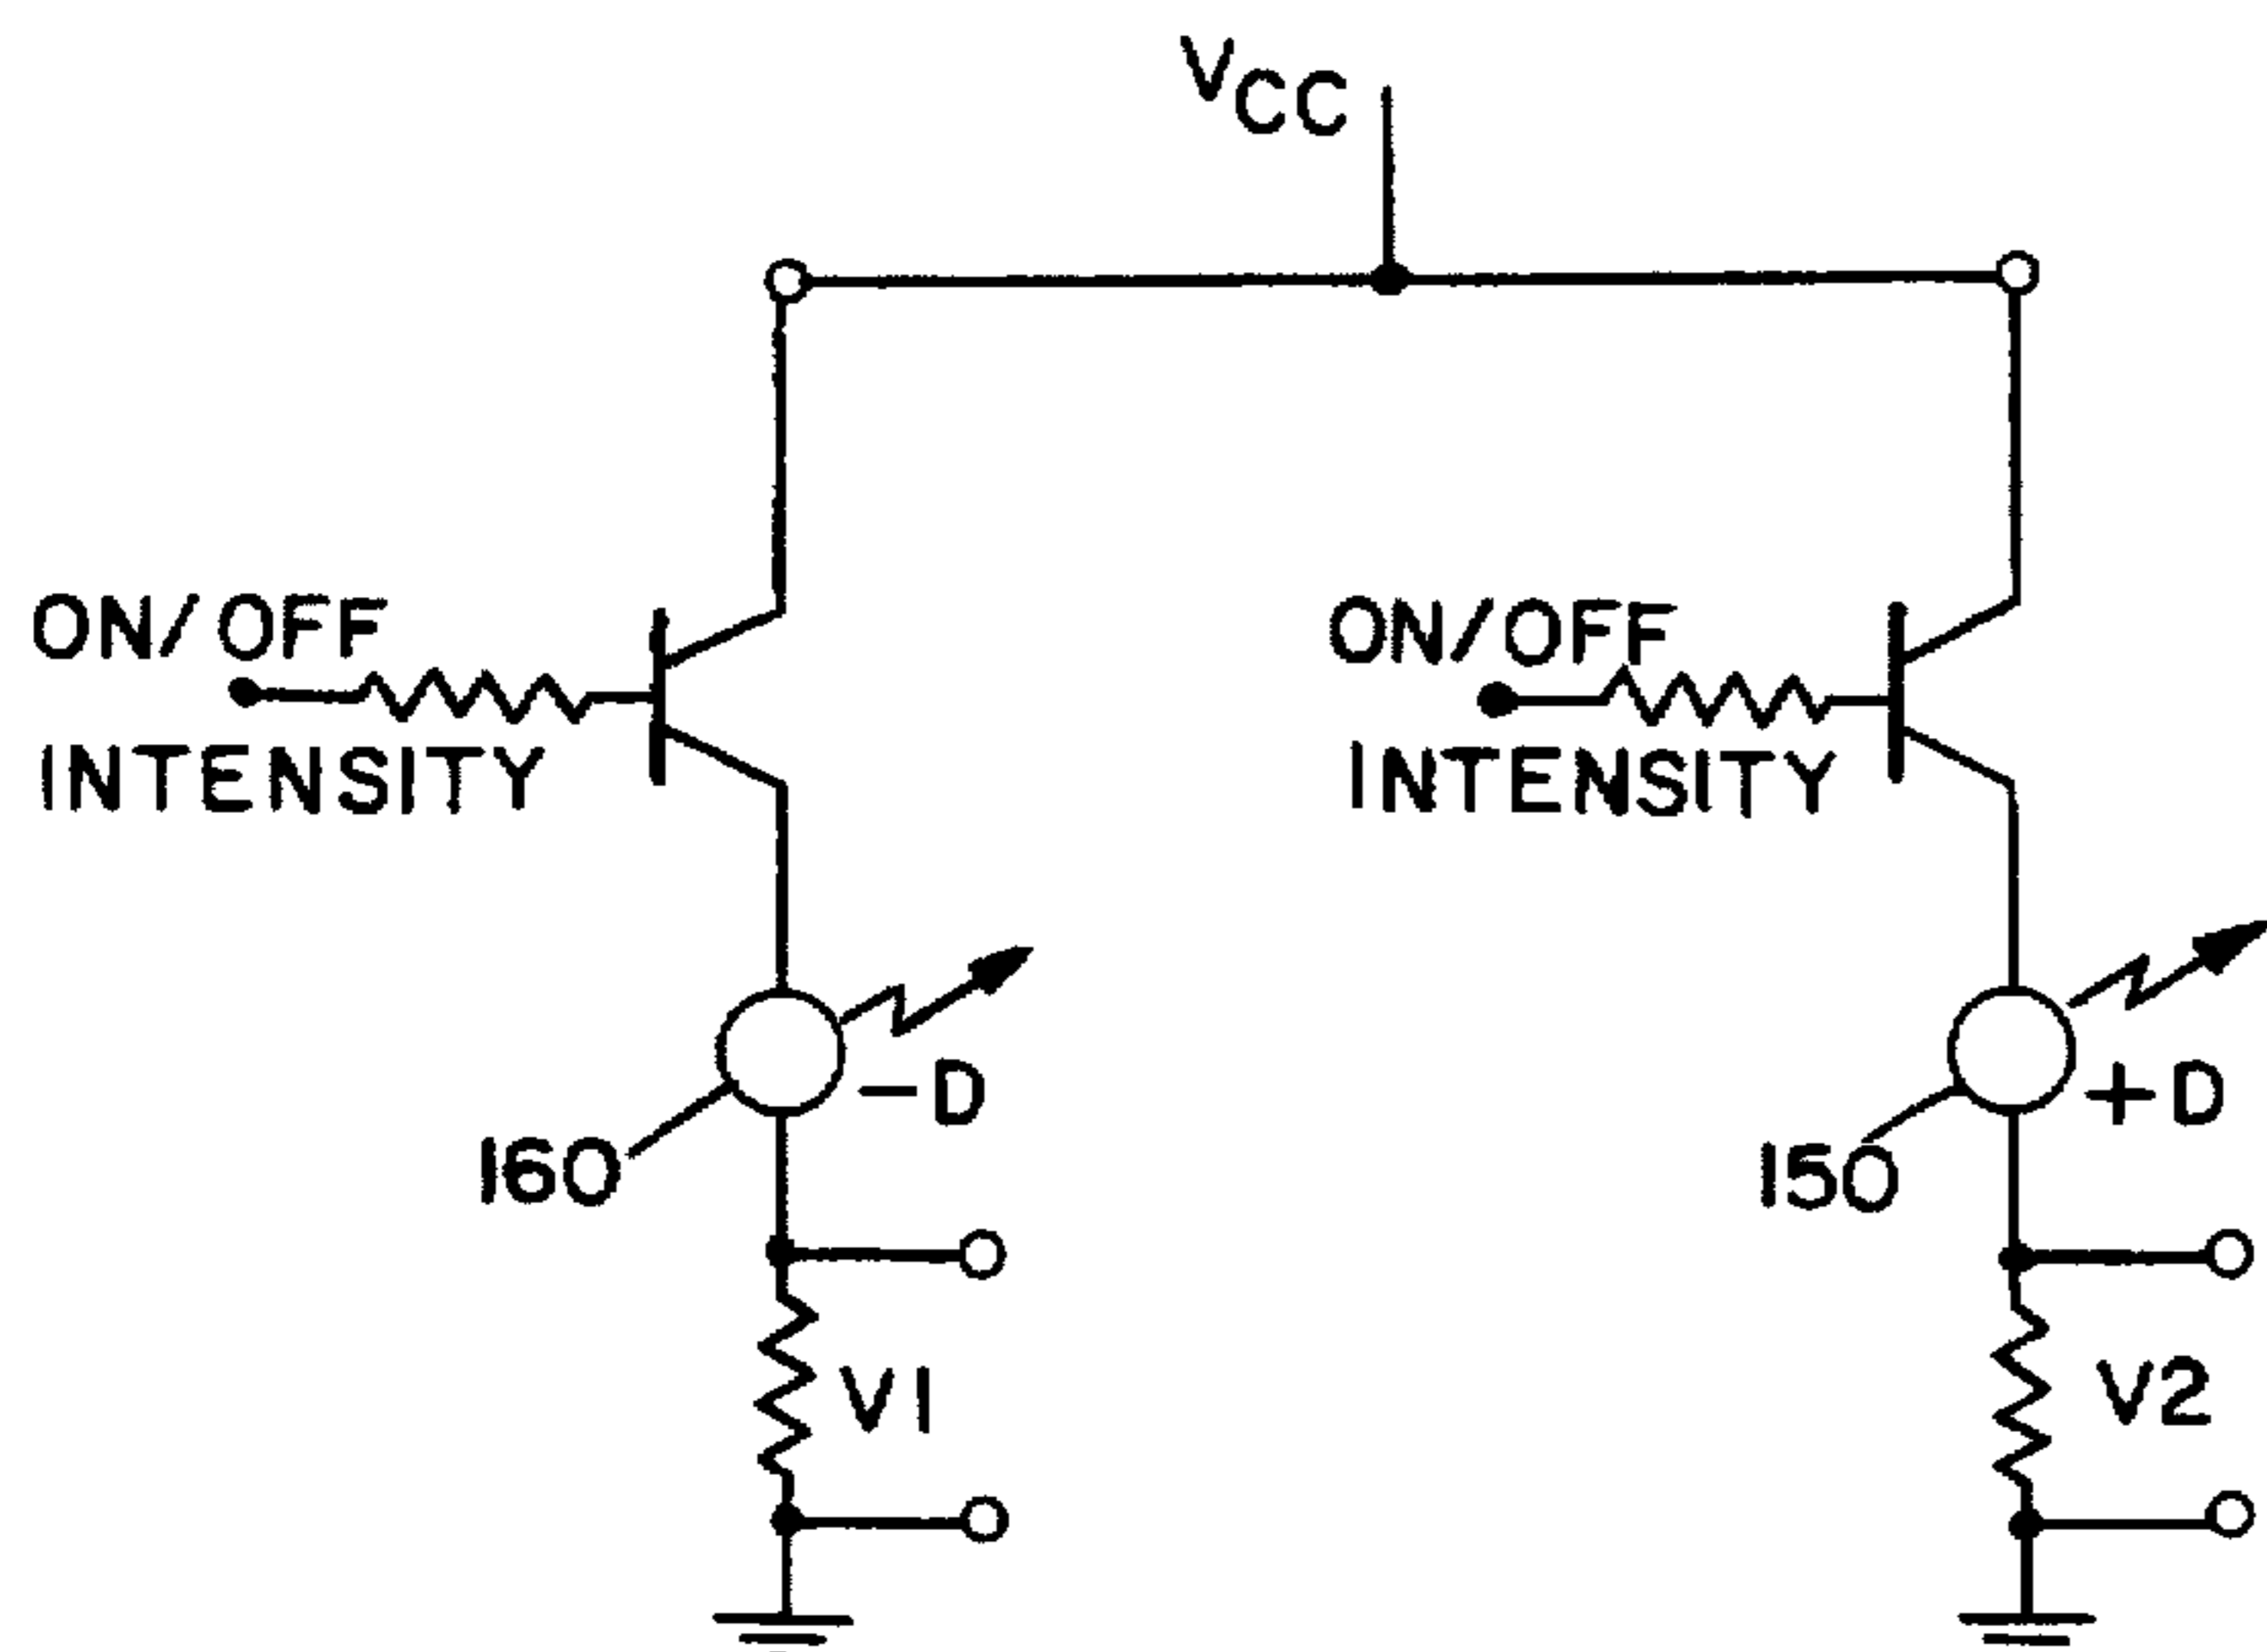 VCC
ON/OFF
INTENSITY
ON/OFF
INTENSITY
-D
160
+D
150
V1
V2